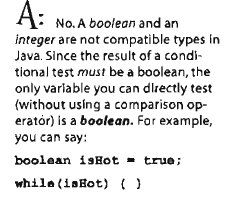 A: No. A boolean and an
integer are not compatible types in
Java. Since the result of a condi-
tional test must be a boolean, the
only variable you can directly test
(without using a comparison op-
erator) is a boolean. For example,
you can say:
boolean isHot = true;
while(isHot) { }